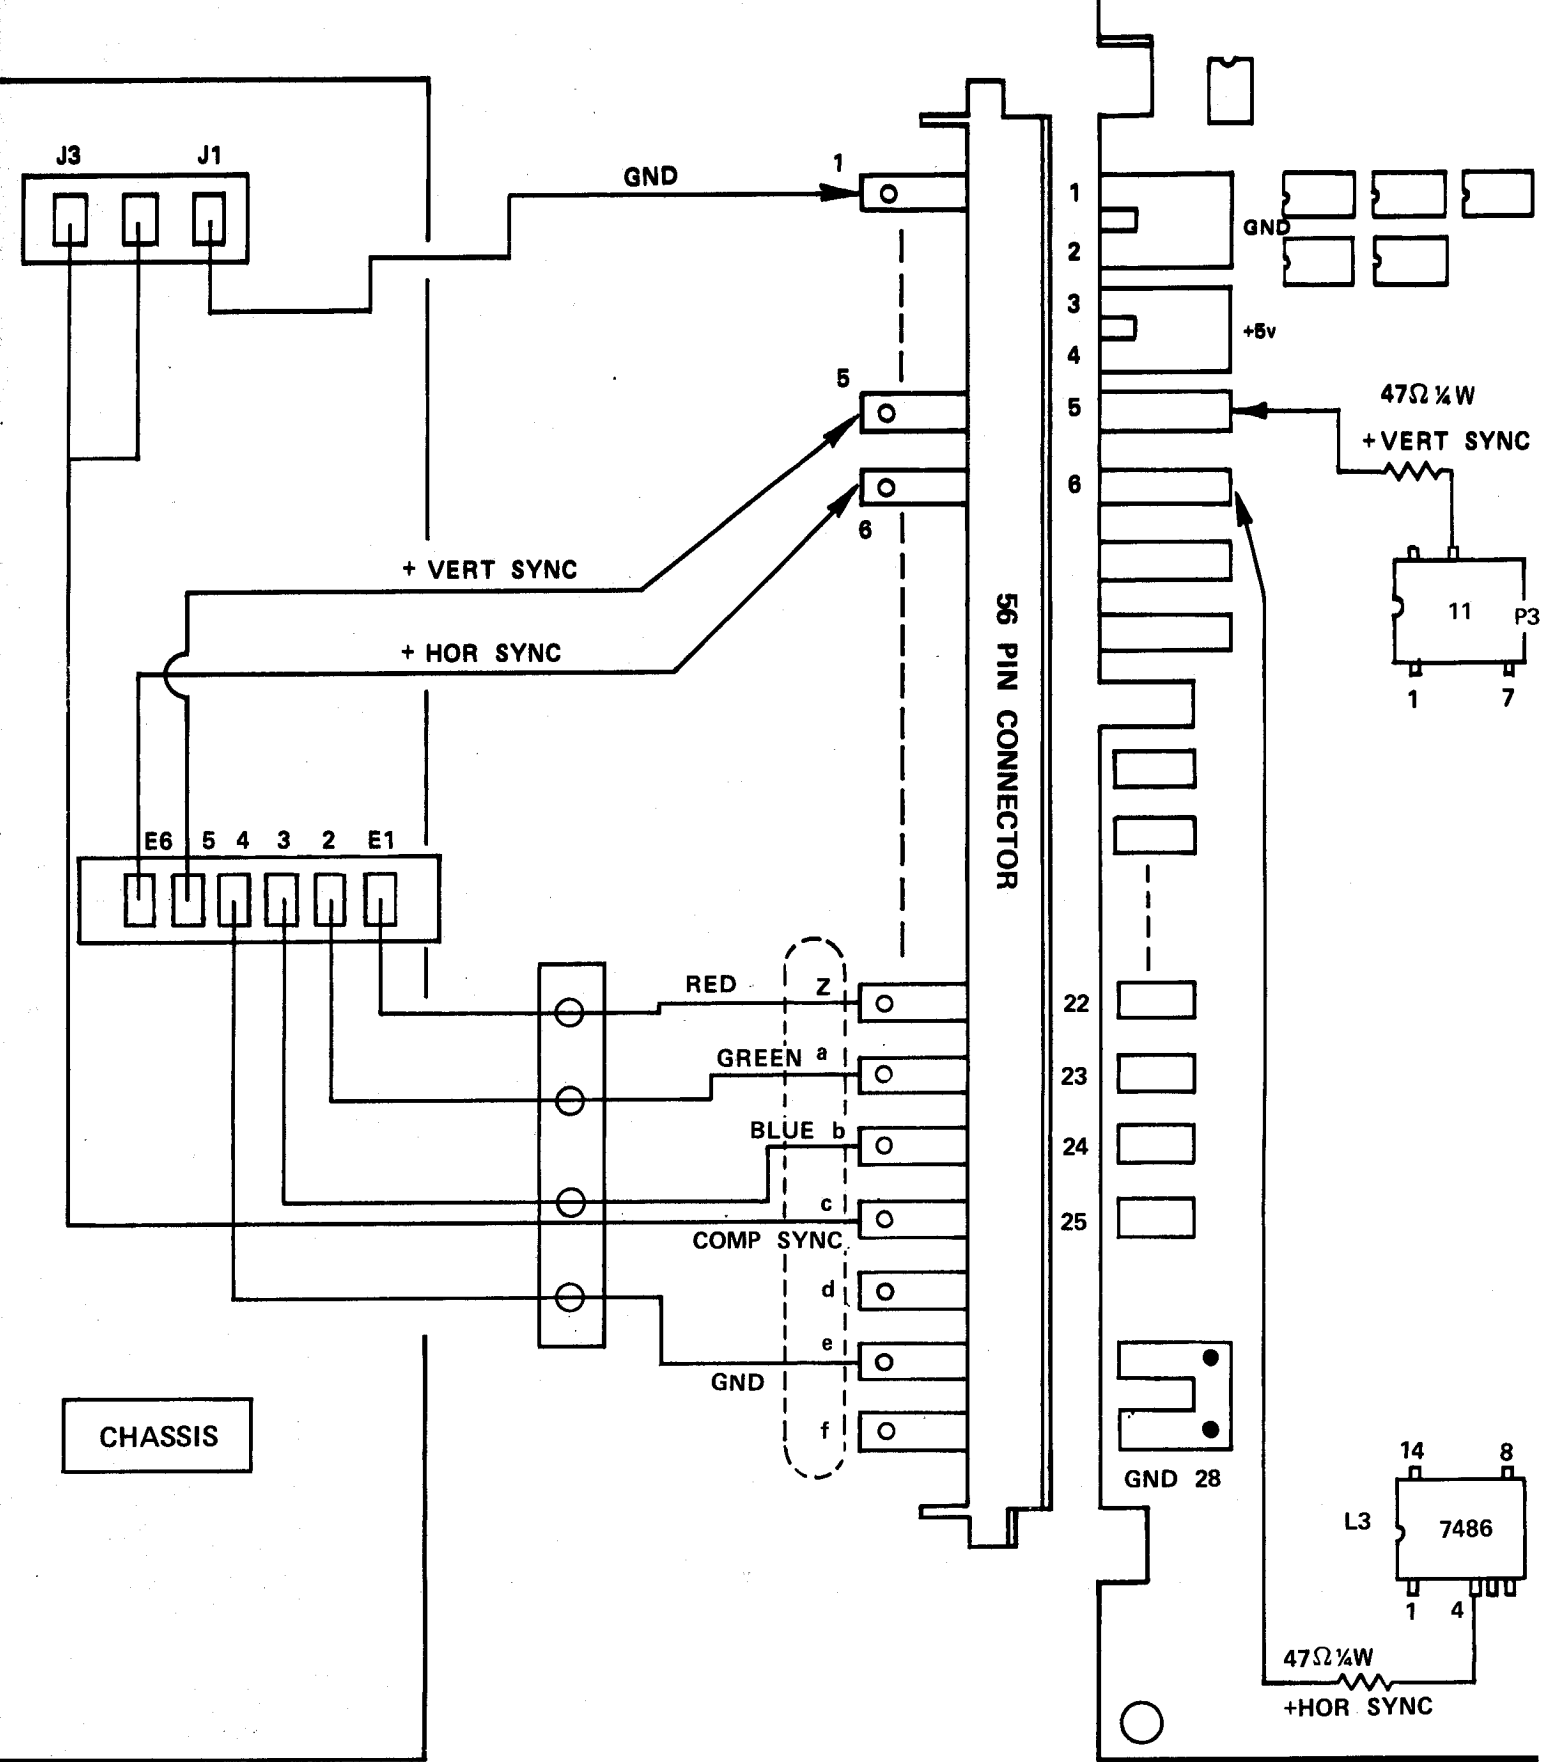 J3
J1
GND
1
1
2
GND
3
4
+5v
5
5
47Ω ¼W
+VERT SYNC
6
6
+ VERT SYNC
+ HOR SYNC
56 PIN CONNECTOR
11
P3
1
7
E6 5 4 3 2 E1
RED
Z
22
GREEN
a
23
BLUE
b
24
c
25
COMP SYNC
d
e
GND
f
CHASSIS
GND 28
14
8
L3
7486
1
4
47Ω ¼W
+HOR SYNC